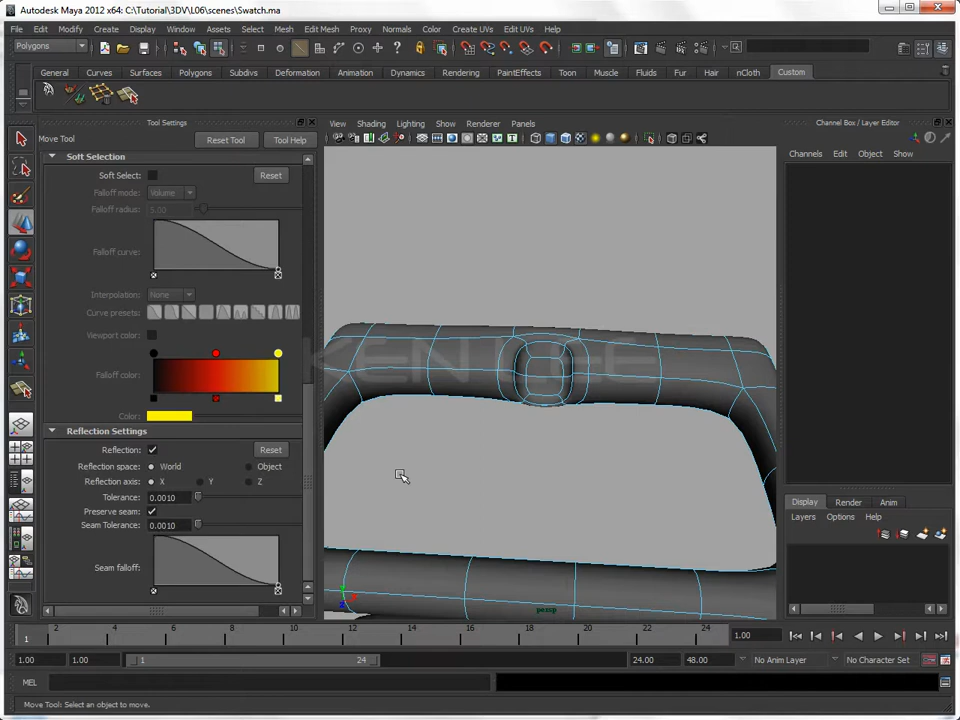 Autodesk Maya 2012 x64: C:\Tutorial\3DV\L06\scenes\Swatch.ma
File Edit Modify Create Display Window Assets Select Mesh Edit Mesh Proxy Normals Color Create UVs Edit UVs Help
Polygons
General Curves Surfaces Polygons Subdivs Deformation Animation Dynamics Rendering PaintEffects Toon Muscle Fluids Fur Hair nCloth Custom
Tool Settings
Channel Box / Layer Editor
View Shading Lighting Show Renderer Panels
Move Tool
Reset Tool
Tool Help
Channels Edit Object Show
Soft Selection
Soft Select:
Reset
Falloff mode:
Volume
Falloff radius:
5.00
Falloff curve:
Interpolation:
None
Curve presets:
Viewport color:
Falloff color:
KEN LEE
Color:
Reflection Settings
Reflection:
Reset
Reflection space:
World
Object
Reflection axis:
X
Y
Z
Tolerance:
0.0010
Preserve seam:
Seam Tolerance:
0.0010
Seam falloff:
Display Render Anim
Layers Options Help
persp
1 2 4 6 8 10 12 14 16 18 20 22 24
1.00
1.00
1.00
1
24
24.00
48.00
No Anim Layer
No Character Set
MEL
Move Tool: Select an object to move.